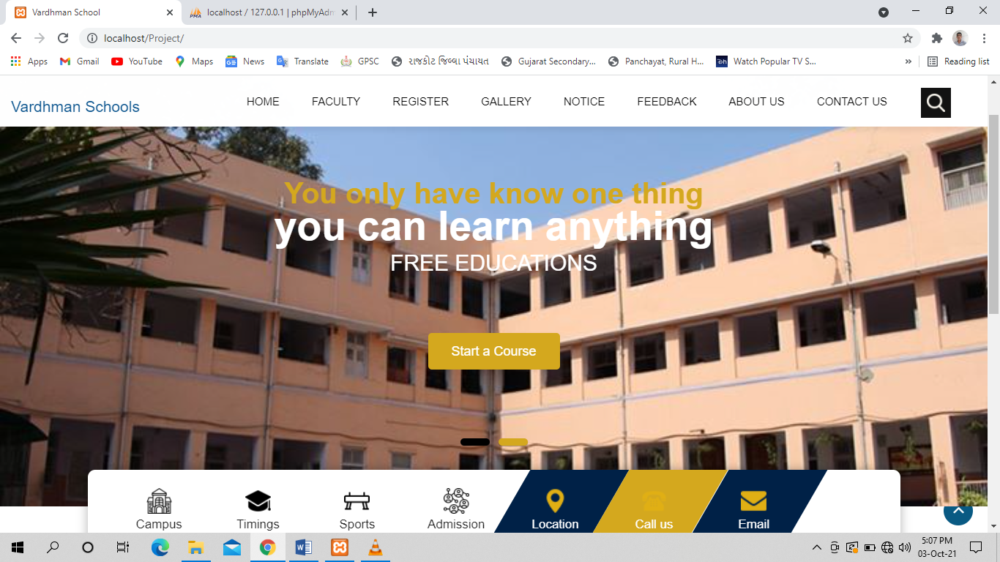 Vardhman School
localhost / 127.0.0.1 | phpMyAdm
localhost/Project/
Apps Gmail YouTube Maps News Translate GPSC રાજકોટ જિલ્લા પંચાયત Gujarat Secondary... Panchayat, Rural H... Watch Popular TV S... » Reading list
Vardhman Schools HOME FACULTY REGISTER GALLERY NOTICE FEEDBACK ABOUT US CONTACT US
You only have know one thing
you can learn anything
FREE EDUCATIONS
Start a Course
Campus Timings Sports Admission Location Call us Email
5:07 PM
03-Oct-21